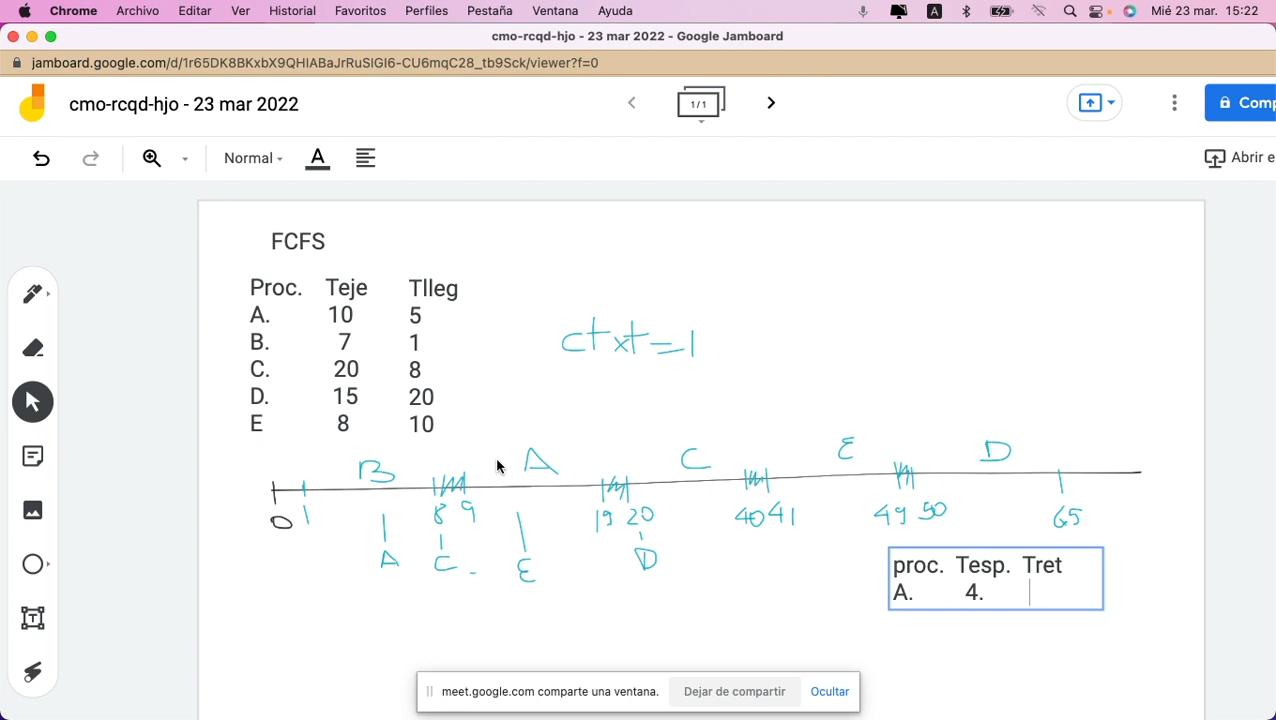 Chrome Archivo Editar Ver Historial Favoritos Perfiles Pestaña Ventana Ayuda A Mié 23 mar. 15:22
cmo-rcqd-hjo - 23 mar 2022 - Google Jamboard
jamboard.google.com/d/1r65DK8BKxbX9QHIABaJrRuSlGl6-CU6mqC28_tb9Sck/viewer?f=0
cmo-rcqd-hjo - 23 mar 2022 1/1 Comp
Normal A Abrir e
FCFS
Proc. Teje Tlleg
A. 10 5
B. 7 1
C. 20 8
D. 15 20
E 8 10
ctxt=1
B A C E D
0 1 8 9 19 20 40 41 49 50 65
A C E D
proc. Tesp. Tret
A. 4.
meet.google.com comparte una ventana. Dejar de compartir Ocultar